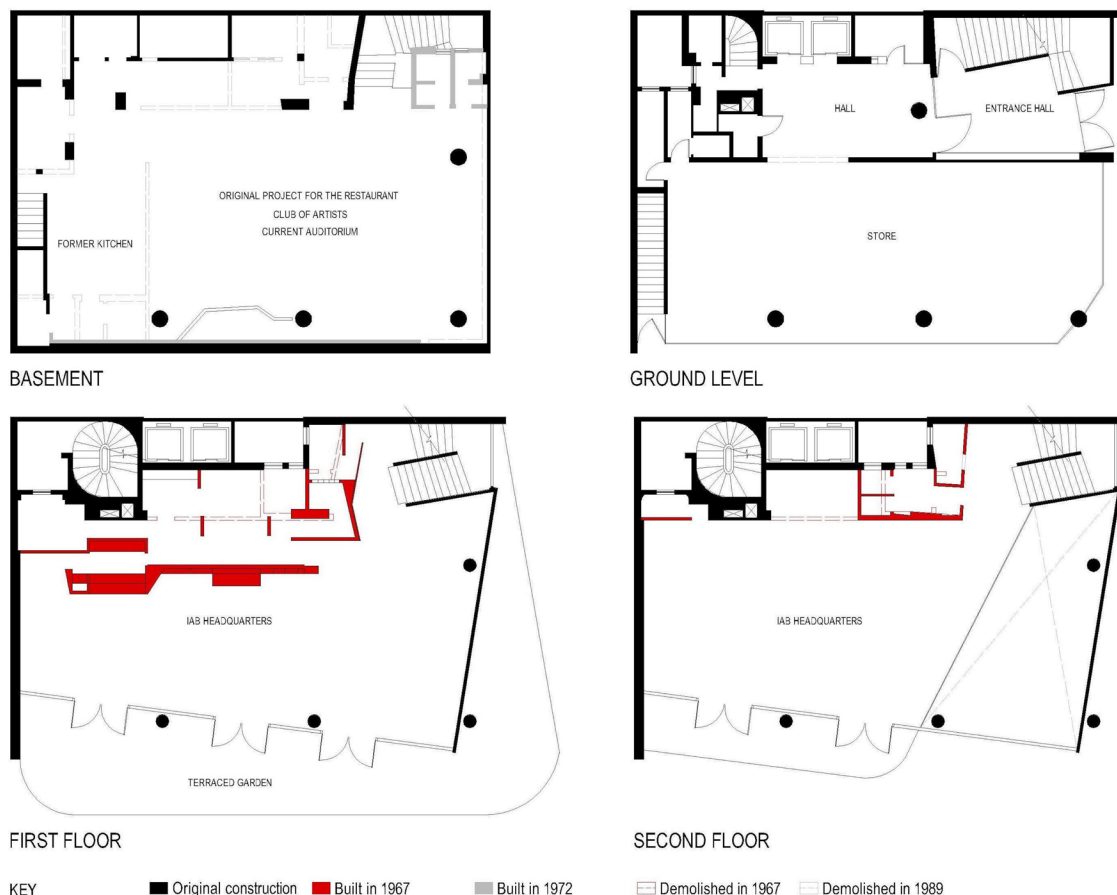 ORIGINAL PROJECT FOR THE RESTAURANT
CLUB OF ARTISTS
CURRENT AUDITORIUM
FORMER KITCHEN
BASEMENT
HALL
ENTRANCE HALL
STORE
GROUND LEVEL
IAB HEADQUARTERS
TERRACED GARDEN
FIRST FLOOR
IAB HEADQUARTERS
SECOND FLOOR
KEY
Original construction
Built in 1967
Built in 1972
Demolished in 1967
Demolished in 1989